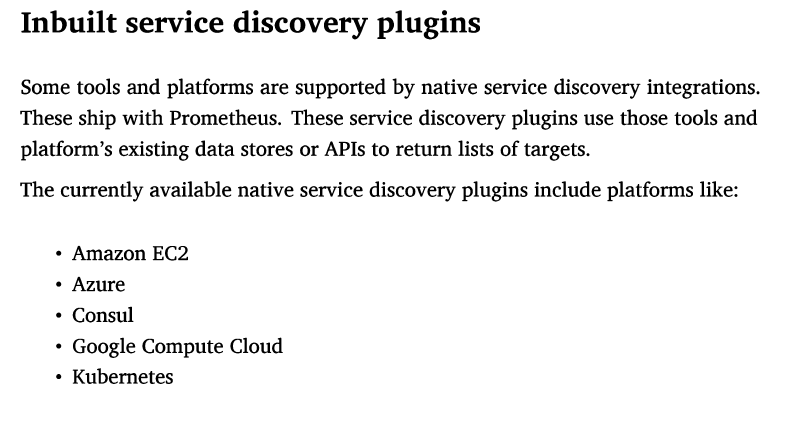 Inbuilt service discovery plugins
Some tools and platforms are supported by native service discovery integrations.
These ship with Prometheus. These service discovery plugins use those tools and
platform’s existing data stores or APIs to return lists of targets.
The currently available native service discovery plugins include platforms like:
• Amazon EC2
• Azure
• Consul
• Google Compute Cloud
• Kubernetes